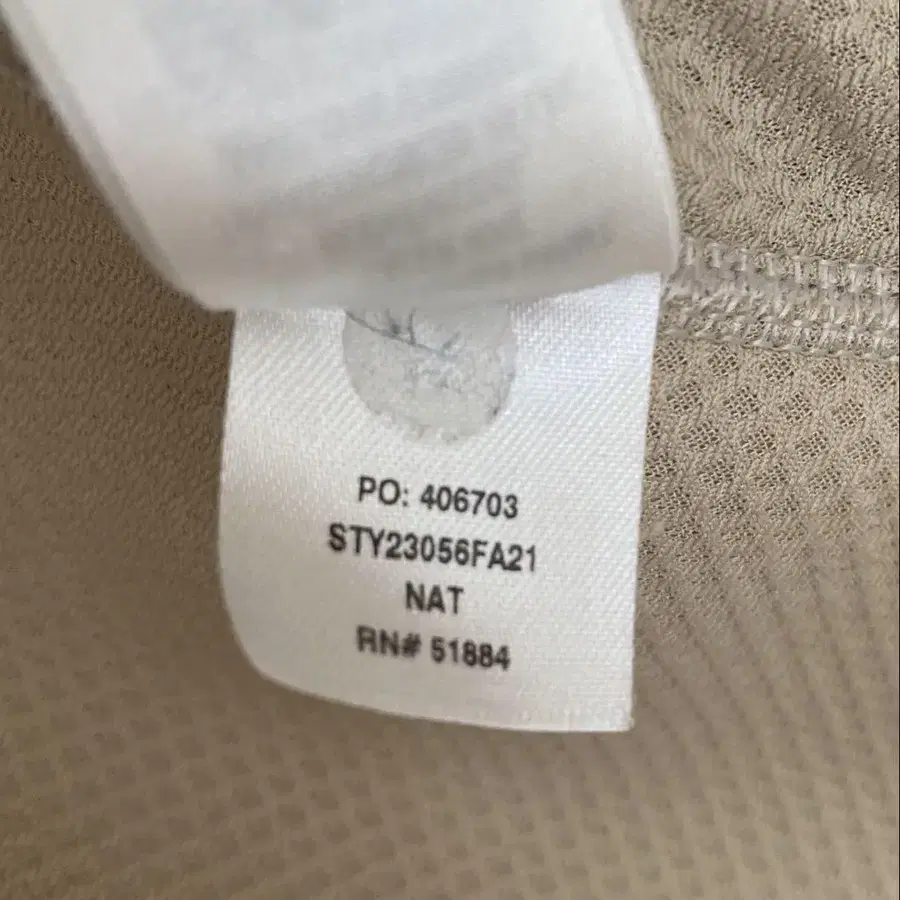 PO: 406703
STY23056FA21
NAT
RN# 51884